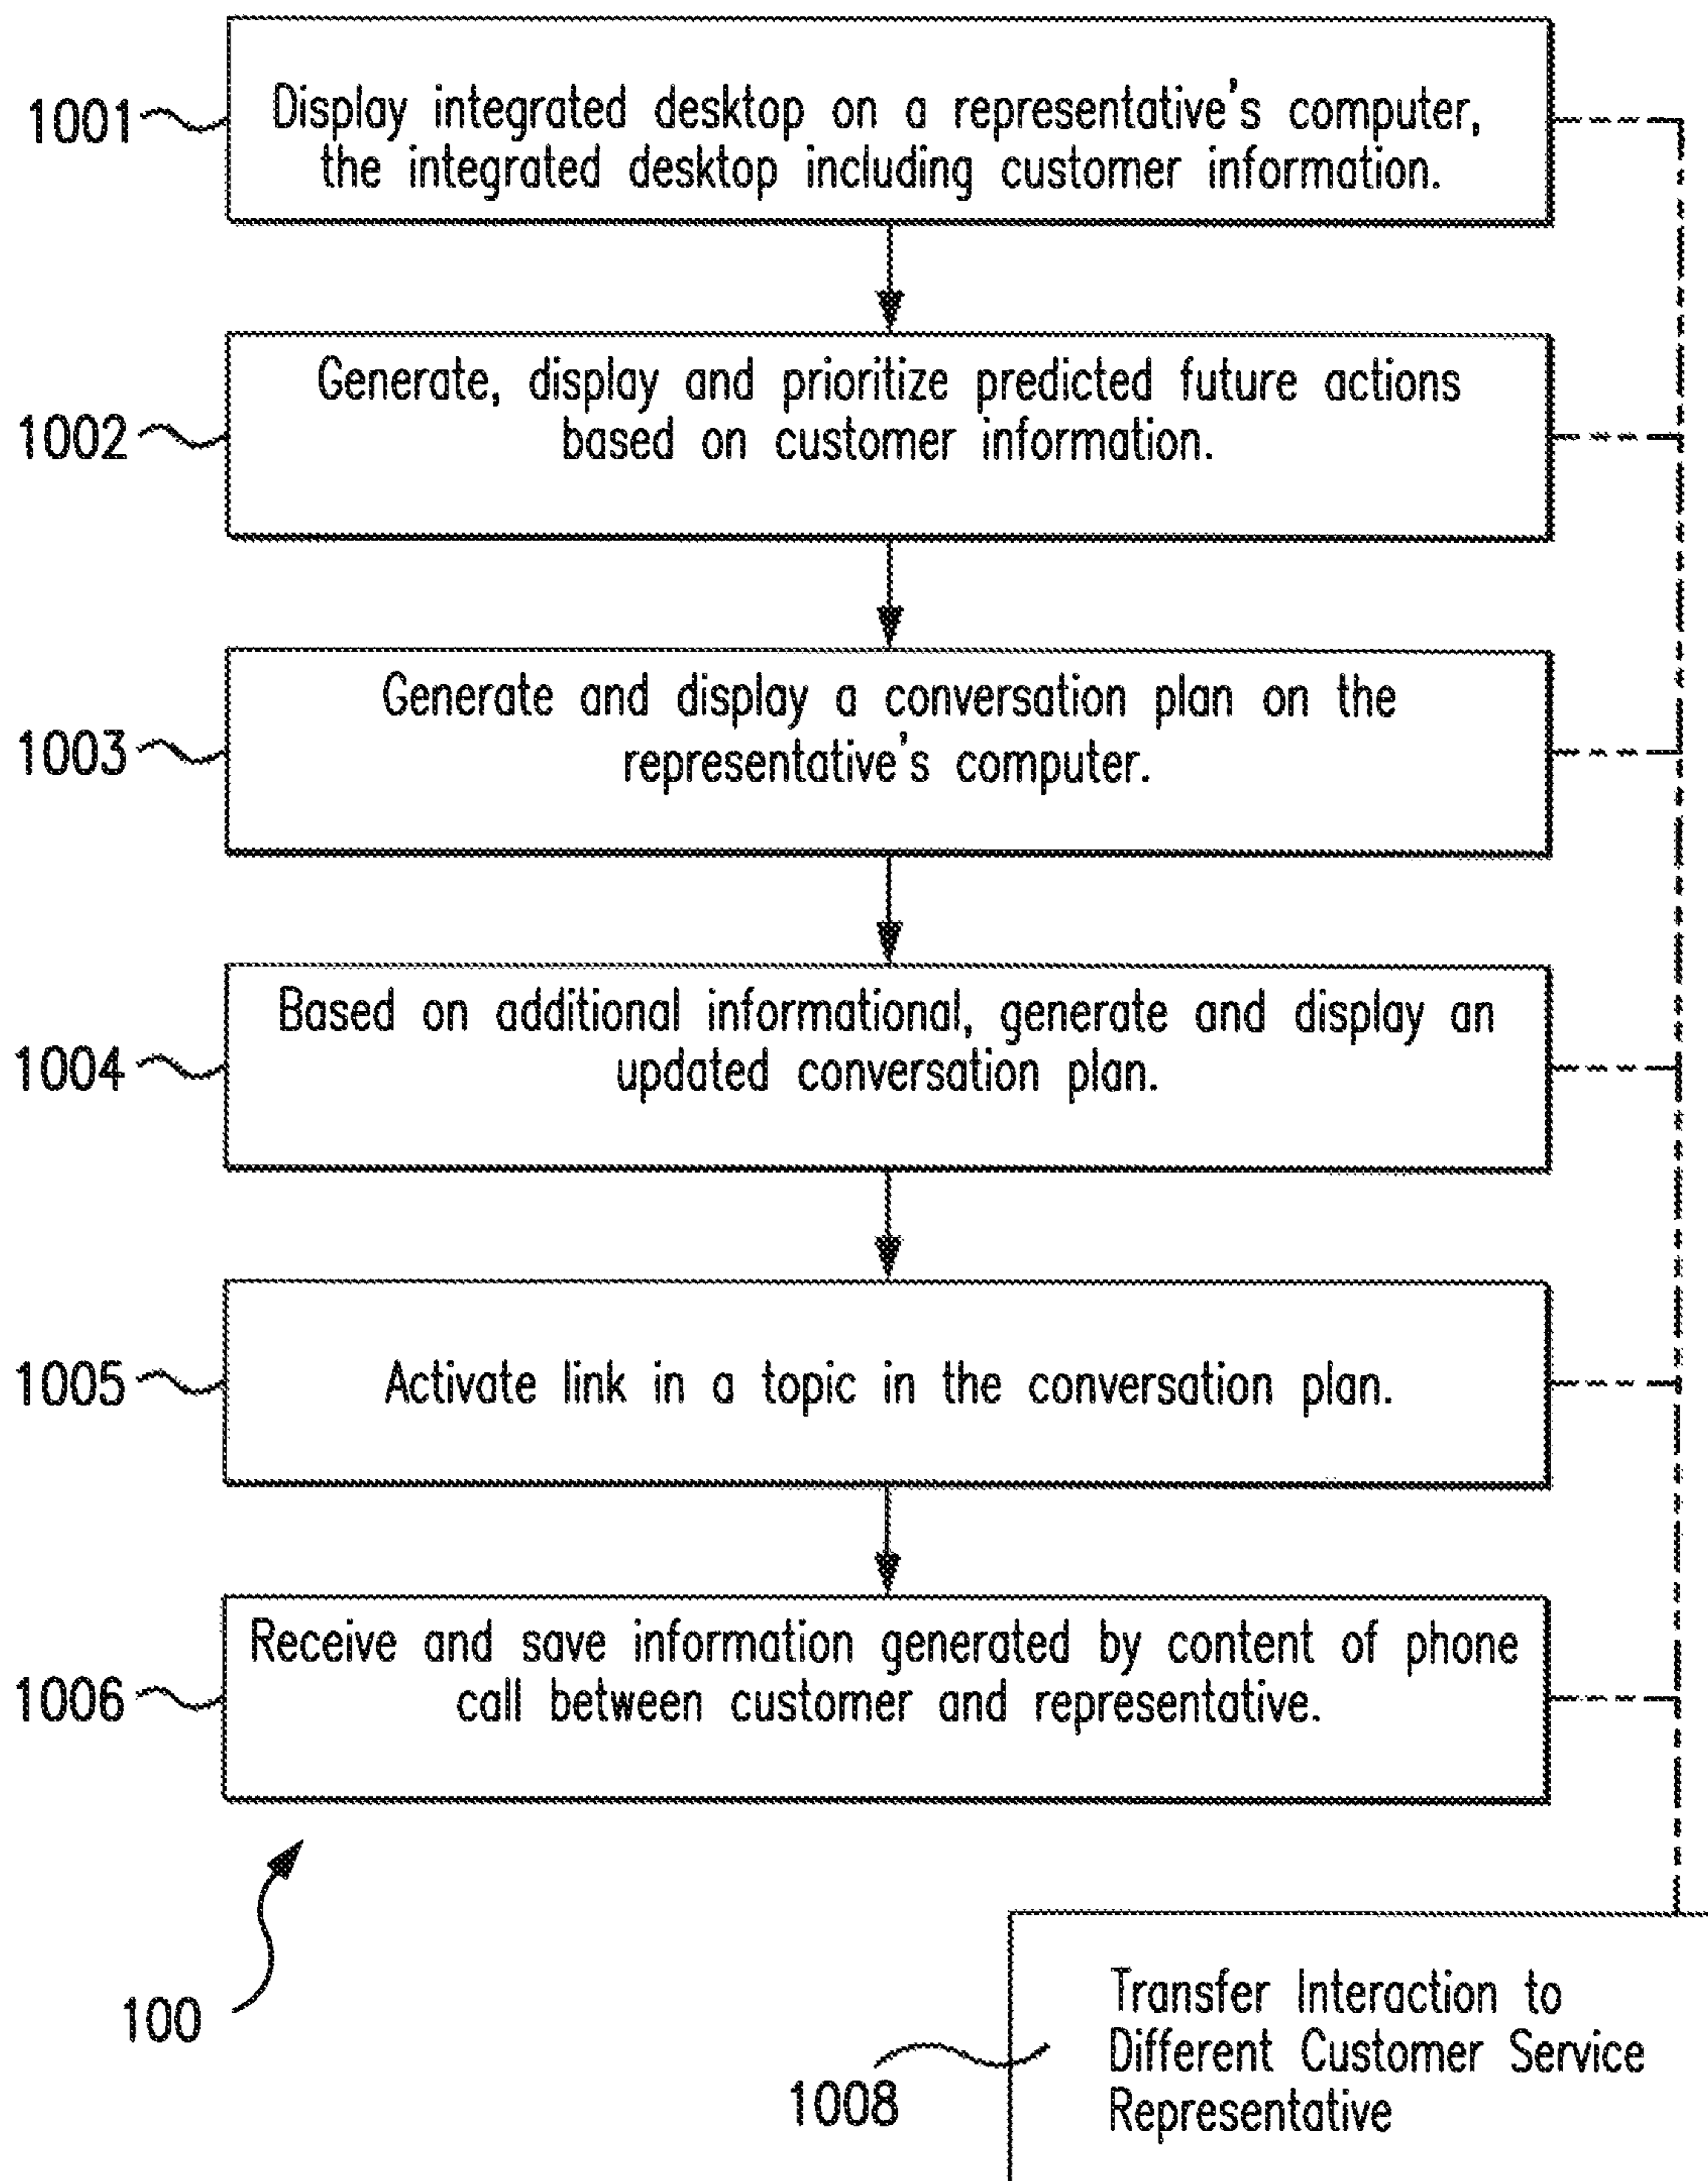 1001
Display integrated desktop on a representative's computer,
the integrated desktop including customer information.
1002
Generate, display and prioritize predicted future actions
based on customer information.
1003
Generate and display a conversation plan on the
representative's computer.
1004
Based on additional informational, generate and display an
updated conversation plan.
1005
Activate link in a topic in the conversation plan.
1006
Receive and save information generated by content of phone
call between customer and representative.
100
1008
Transfer Interaction to
Different Customer Service
Representative